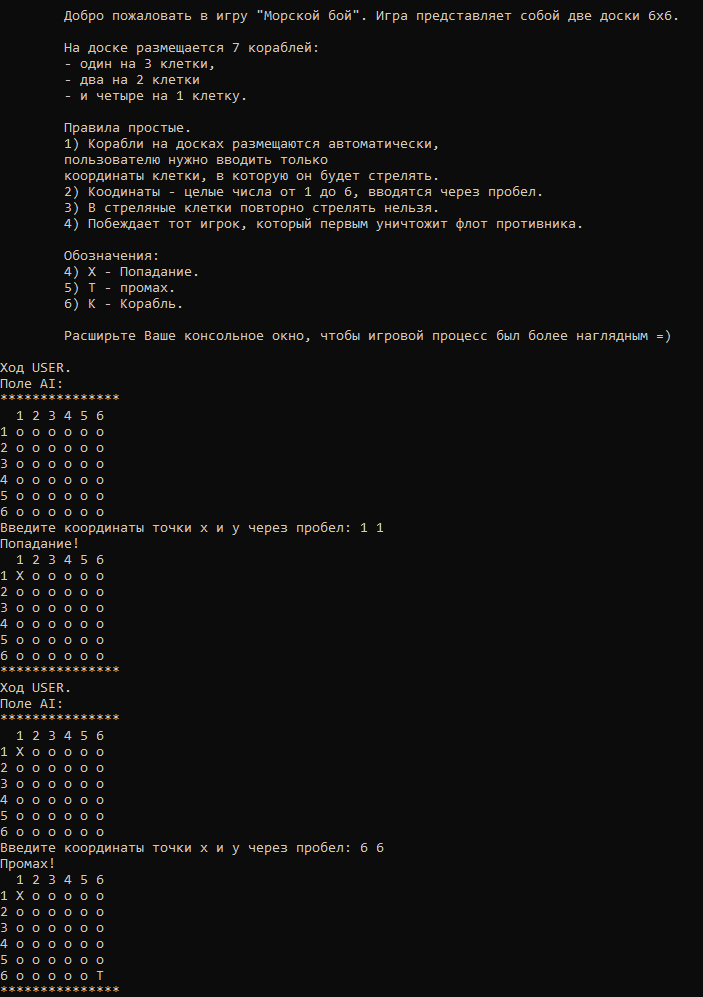 Добро пожаловать в игру "Морской бой". Игра представляет собой две доски 6х6.
На доске размещается 7 кораблей:
- один на 3 клетки,
- два на 2 клетки
- и четыре на 1 клетку.
Правила простые.
1) Корабли на досках размещаются автоматически,
пользователю нужно вводить только
координаты клетки, в которую он будет стрелять.
2) Коодинаты - целые числа от 1 до 6, вводятся через пробел.
3) В стреляные клетки повторно стрелять нельзя.
4) Побеждает тот игрок, который первым уничтожит флот противника.
Обозначения:
4) X - Попадание.
5) T - промах.
6) К - Корабль.
Расширьте Ваше консольное окно, чтобы игровой процесс был более наглядным =)
Ход USER.
Поле AI:
***************
1 2 3 4 5 6
1 o o o o o o
2 o o o o o o
3 o o o o o o
4 o o o o o o
5 o o o o o o
6 o o o o o o
Введите координаты точки x и y через пробел: 1 1
Попадание!
1 2 3 4 5 6
1 X o o o o o
2 o o o o o o
3 o o o o o o
4 o o o o o o
5 o o o o o o
6 o o o o o o
***************
Ход USER.
Поле AI:
***************
1 2 3 4 5 6
1 X o o o o o
2 o o o o o o
3 o o o o o o
4 o o o o o o
5 o o o o o o
6 o o o o o o
Введите координаты точки x и y через пробел: 6 6
Промах!
1 2 3 4 5 6
1 X o o o o o
2 o o o o o o
3 o o o o o o
4 o o o o o o
5 o o o o o o
6 o o o o o T
***************